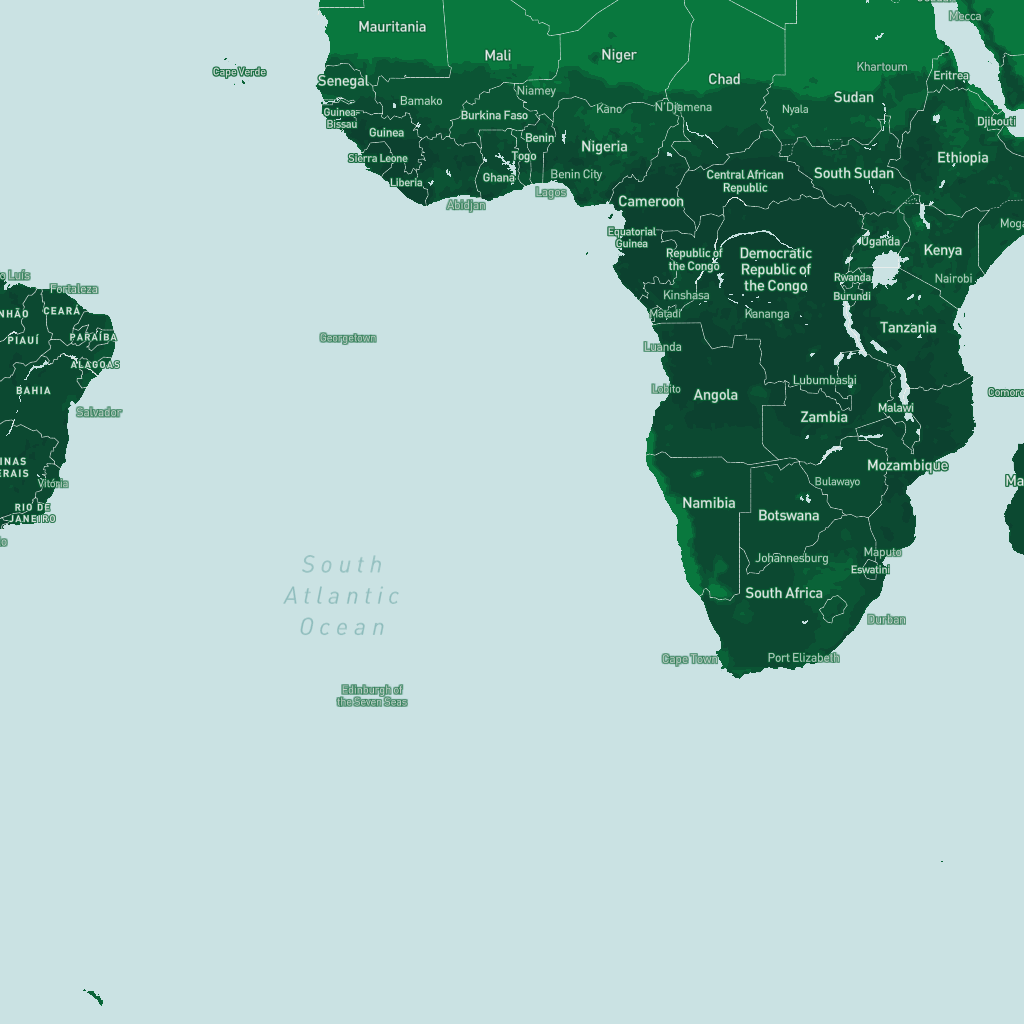 Mecca
Mauritania
Mali
Niger
Chad
Khartoum
Eritrea
Cape Verde
Senegal
Bamako
Niamey
Kano
N'Djamena
Nyala
Sudan
Djibouti
Guinea-
Bissau
Guinea
Burkina Faso
Benin
Togo
Nigeria
Sierra Leone
Liberia
Ghana
Benin City
Lagos
Abidjan
Central African
Republic
South Sudan
Ethiopia
Cameroon
Equatorial
Guinea
Republic of
the Congo
Democratic
Republic of
the Congo
Uganda
Kenya
Moga
Rwanda
Burundi
Nairobi
Kinshasa
Matadi
Kananga
Tanzania
o Luís
Fortaleza
NHÃO
CEARÁ
PIAUÍ
PARAÍBA
ALAGOAS
BAHIA
Salvador
INAS
ERAIS
Vitória
RIO DE
JANEIRO
Georgetown
Luanda
Lobito
Angola
Lubumbashi
Zambia
Malawi
Comoro
Mozambique
Ma
Bulawayo
Namibia
Botswana
Johannesburg
Maputo
Eswatini
South Africa
Durban
Cape Town
Port Elizabeth
South
Atlantic
Ocean
Edinburgh of
the Seven Seas